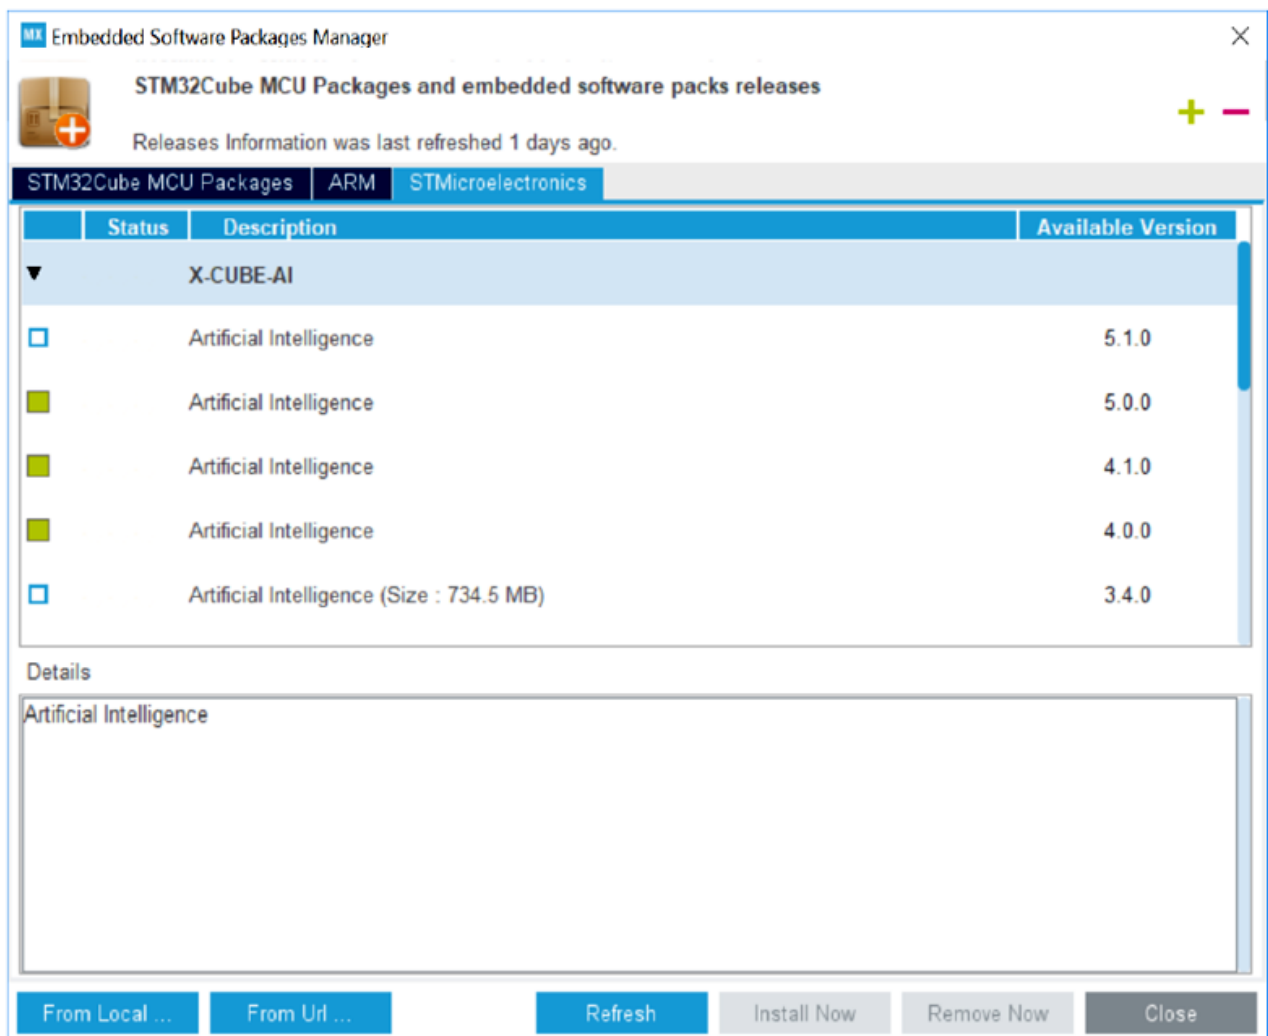 MX Embedded Software Packages Manager
STM32Cube MCU Packages and embedded software packs releases
Releases Information was last refreshed 1 days ago.
STM32Cube MCU Packages ARM STMicroelectronics
Status Description Available Version
X-CUBE-AI
Artificial Intelligence 5.1.0
Artificial Intelligence 5.0.0
Artificial Intelligence 4.1.0
Artificial Intelligence 4.0.0
Artificial Intelligence (Size : 734.5 MB) 3.4.0
Details
Artificial Intelligence
From Local ... From Url ... Refresh Install Now Remove Now Close